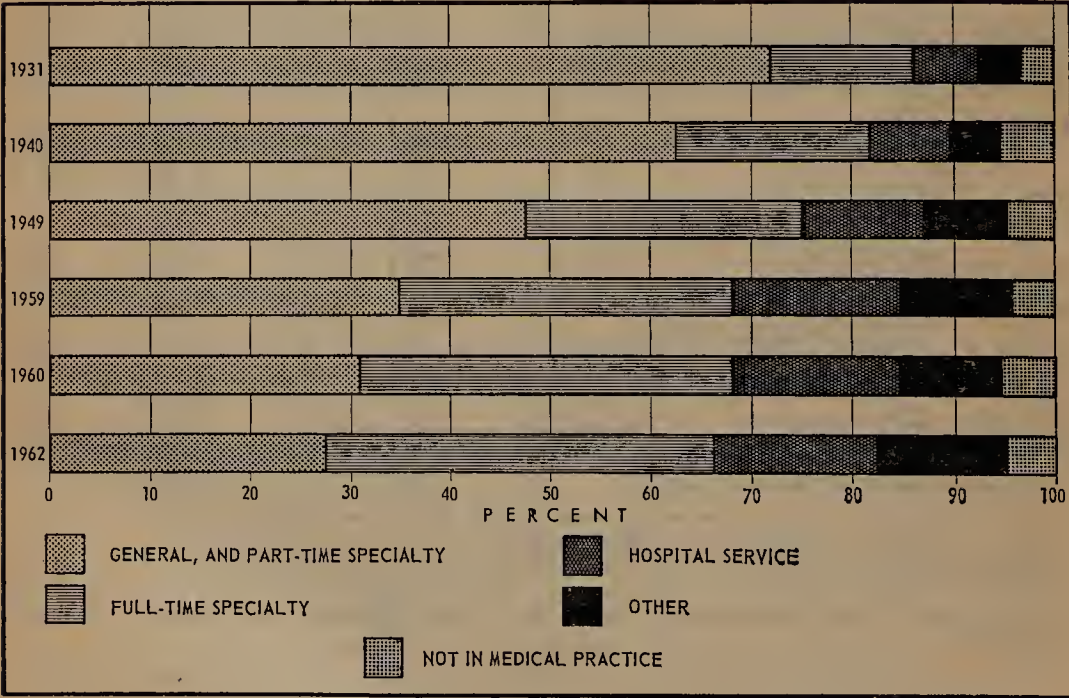 1931
1940
1949
1959
1960
1962
0 10 20 30 40 50 60 70 80 90 100
PERCENT
GENERAL, AND PART-TIME SPECIALTY
HOSPITAL SERVICE
FULL-TIME SPECIALTY
OTHER
NOT IN MEDICAL PRACTICE